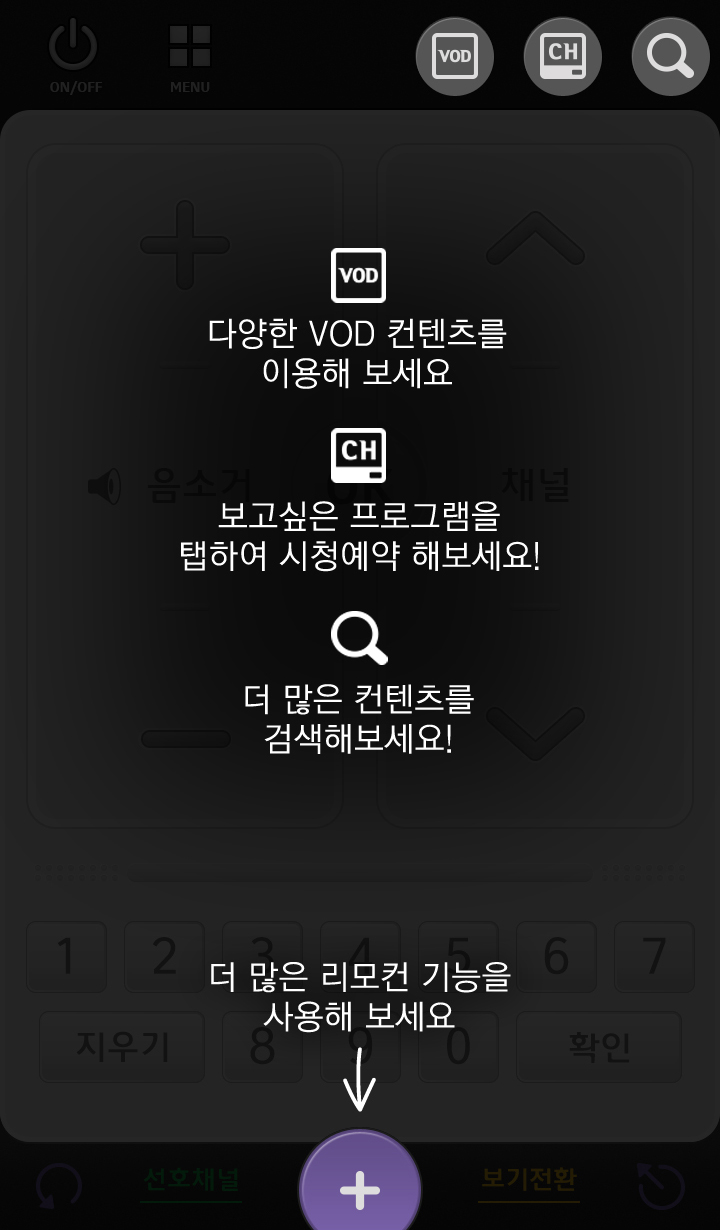 ON/OFF MENU VOD CH
VOD
다양한 VOD 컨텐츠를
이용해 보세요
CH
음소거 채널
보고싶은 프로그램을
탭하여 시청예약 해보세요!
더 많은 컨텐츠를
검색해보세요!
1 2 3 4 5 6 7
더 많은 리모컨 기능을
사용해 보세요
지우기 8 9 0 확인
선호채널 보기전환